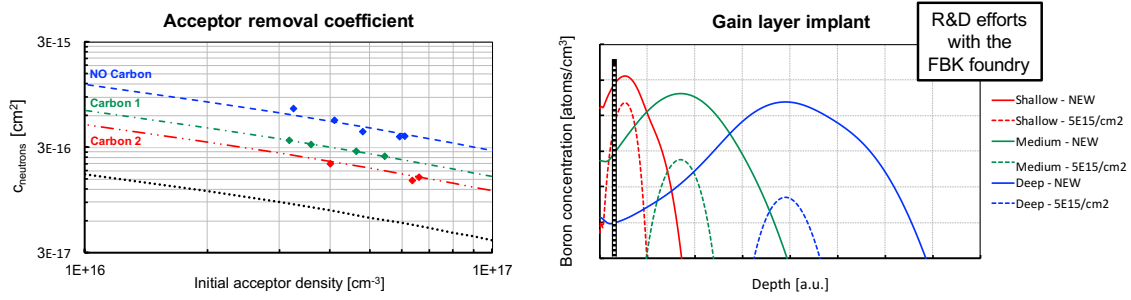 Acceptor removal coefficient
3E-15
3E-16
3E-17
c_neutrons [cm²]
NO Carbon
Carbon 1
Carbon 2
1E+16
1E+17
Initial acceptor density [cm⁻³]
Gain layer implant
Boron concentration [atoms/cm³]
Depth [a.u.]
R&D efforts
with the
FBK foundry
Shallow - NEW
Shallow - 5E15/cm2
Medium - NEW
Medium - 5E15/cm2
Deep - NEW
Deep - 5E15/cm2